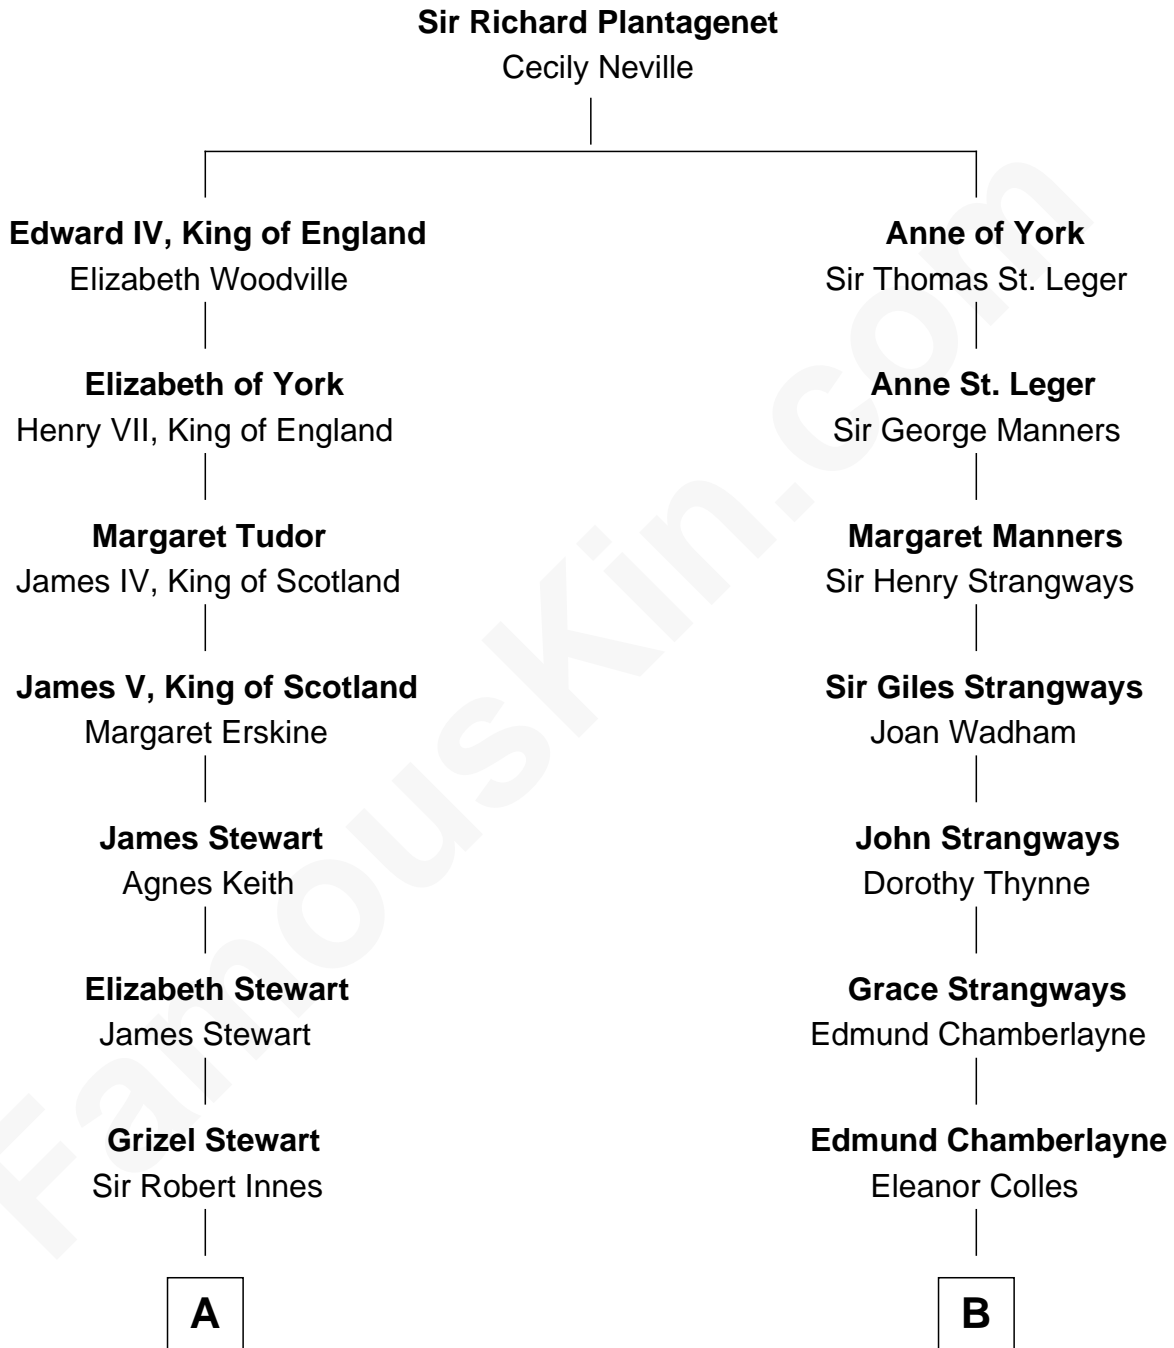 Sir Richard Plantagenet
Cecily Neville
Edward IV, King of England
Elizabeth Woodville
Anne of York
Sir Thomas St. Leger
Elizabeth of York
Henry VII, King of England
Anne St. Leger
Sir George Manners
Margaret Tudor
James IV, King of Scotland
Margaret Manners
Sir Henry Strangways
James V, King of Scotland
Margaret Erskine
Sir Giles Strangways
Joan Wadham
James Stewart
Agnes Keith
John Strangways
Dorothy Thynne
Elizabeth Stewart
James Stewart
Grace Strangways
Edmund Chamberlayne
Grizel Stewart
Sir Robert Innes
Edmund Chamberlayne
Eleanor Colles
A
B
FamousKin.com